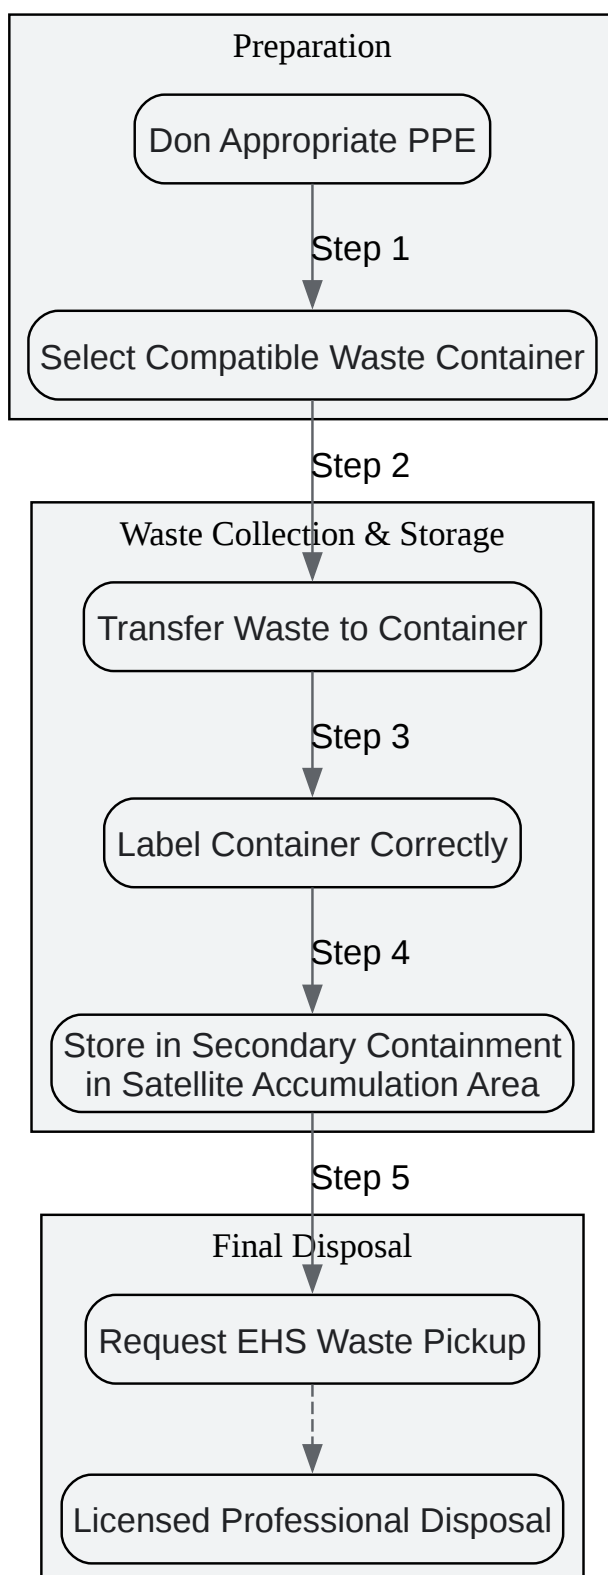 Preparation
Don Appropriate PPE
Step 1
Select Compatible Waste Container
Step 2
Waste Collection & Storage
Transfer Waste to Container
Step 3
Label Container Correctly
Step 4
Store in Secondary Containment
in Satellite Accumulation Area
Step 5
Final Disposal
Request EHS Waste Pickup
Licensed Professional Disposal